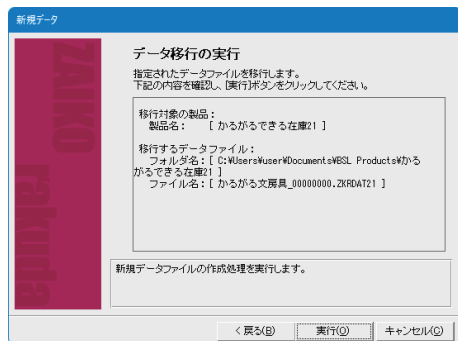 新規データ
ZAIKO
rakuda
データ移行の実行
指定されたデータファイルを移行します。
下記の内容を確認し、[実行]ボタンをクリックしてください。
移行対象の製品：
製品名：　[ かるがるできる在庫21 ]
移行するデータファイル：
フォルダ名：[ C:¥Users¥user¥Documents¥BSL Products¥かる
がるできる在庫21 ]
ファイル名：[ かるがる文房具_00000000.ZKRDAT21 ]
新規データファイルの作成処理を実行します。
< 戻る(B)
実行(O)
キャンセル(C)